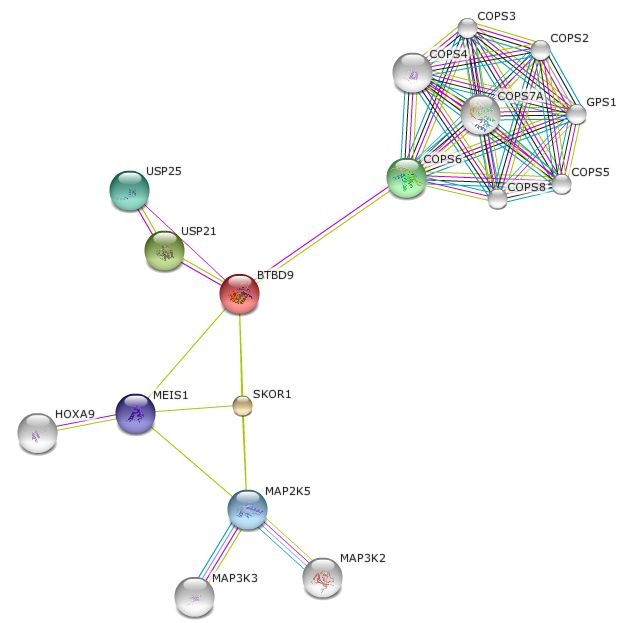 COPS3
COPS2
COPS4
COPS7A
GPS1
COPS6
COPS5
COPS8
USP25
USP21
BTBD9
MEIS1
SKOR1
HOXA9
MAP2K5
MAP3K2
MAP3K3